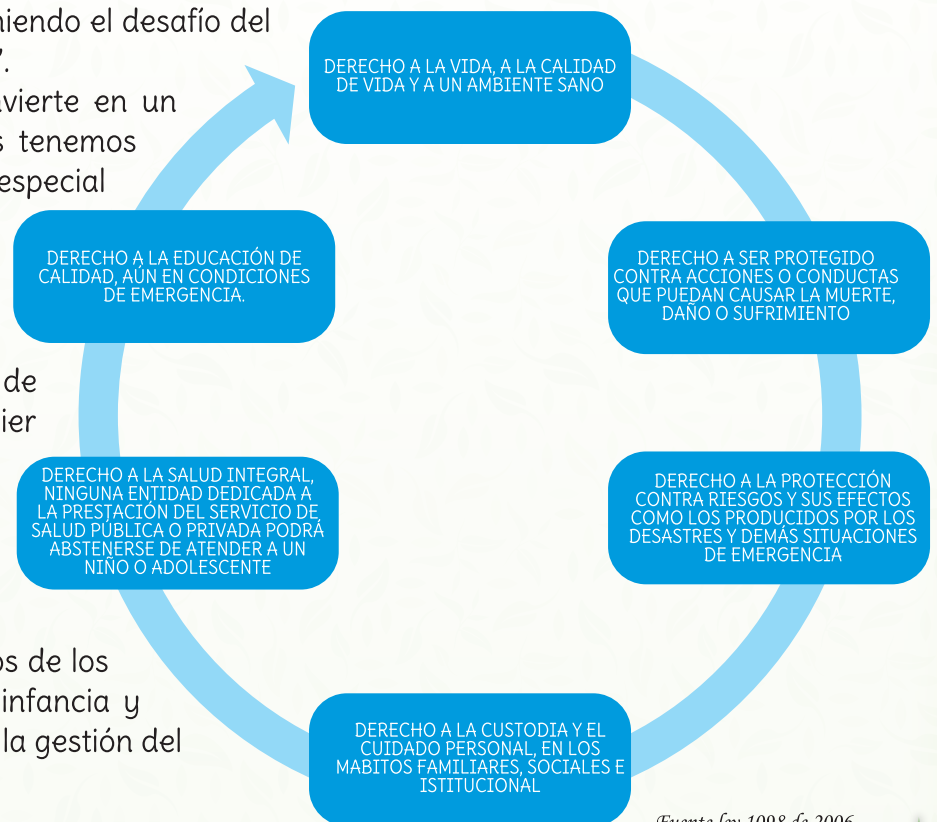 niendo el desafío del
”.
nvierte en un
s tenemos
especial
de
ier
os de los
infancia y
la gestión del
DERECHO A LA VIDA, A LA CALIDAD
DE VIDA Y A UN AMBIENTE SANO
DERECHO A SER PROTEGIDO
CONTRA ACCIONES O CONDUCTAS
QUE PUEDAN CAUSAR LA MUERTE,
DAÑO O SUFRIMIENTO
DERECHO A LA PROTECCIÓN
CONTRA RIESGOS Y SUS EFECTOS
COMO LOS PRODUCIDOS POR LOS
DESASTRES Y DEMÁS SITUACIONES
DE EMERGENCIA
DERECHO A LA CUSTODIA Y EL
CUIDADO PERSONAL, EN LOS
MABITOS FAMILIARES, SOCIALES E
ISTITUCIONAL
DERECHO A LA SALUD INTEGRAL,
NINGUNA ENTIDAD DEDICADA A
LA PRESTACIÓN DEL SERVICIO DE
SALUD PÚBLICA O PRIVADA PODRÁ
ABSTENERSE DE ATENDER A UN
NIÑO O ADOLESCENTE
DERECHO A LA EDUCACIÓN DE
CALIDAD, AÚN EN CONDICIONES
DE EMERGENCIA.
Fuente ley 1098 de 2006